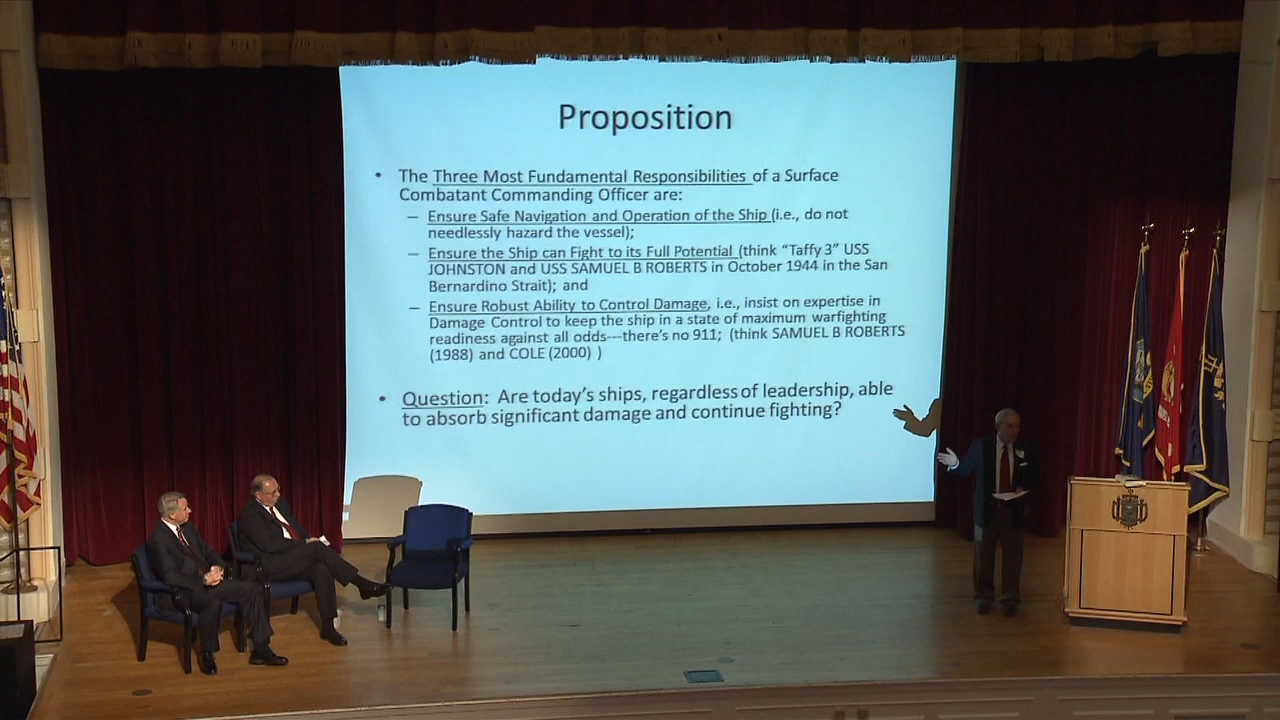 Proposition
• The Three Most Fundamental Responsibilities of a Surface
Combatant Commanding Officer are:
– Ensure Safe Navigation and Operation of the Ship (i.e., do not
needlessly hazard the vessel);
– Ensure the Ship can Fight to its Full Potential (think “Taffy 3” USS
JOHNSTON and USS SAMUEL B ROBERTS in October 1944 in the San
Bernardino Strait); and
– Ensure Robust Ability to Control Damage, i.e., insist on expertise in
Damage Control to keep the ship in a state of maximum warfighting
readiness against all odds---there’s no 911; (think SAMUEL B ROBERTS
(1988) and COLE (2000) )
• Question: Are today’s ships, regardless of leadership, able
to absorb significant damage and continue fighting?